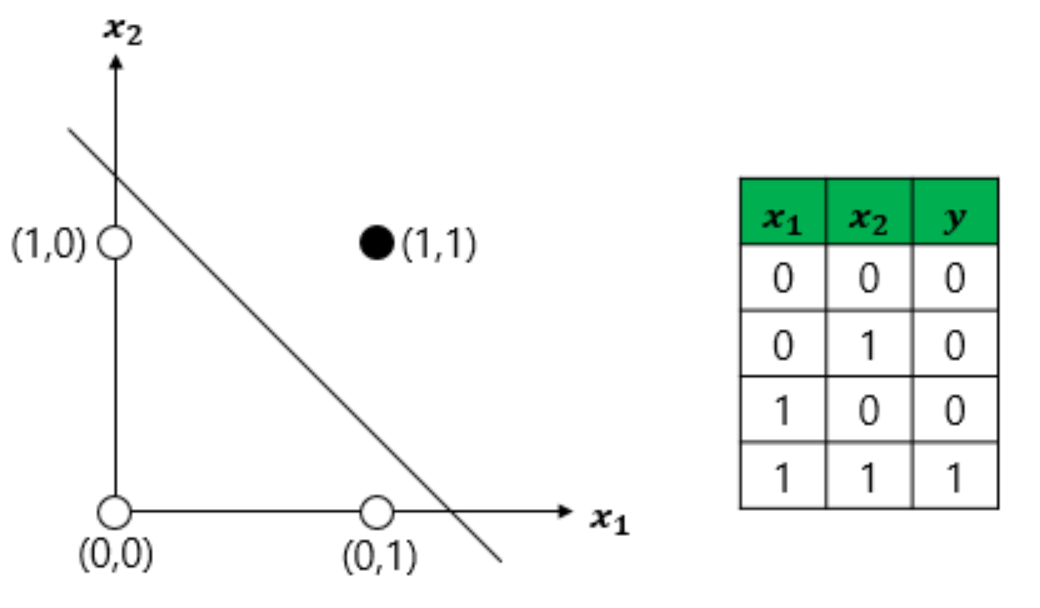 x₂
(1,0)
(1,1)
x₁
(0,0)
(0,1)
x₁ x₂ y
0 0 0
0 1 0
1 0 0
1 1 1